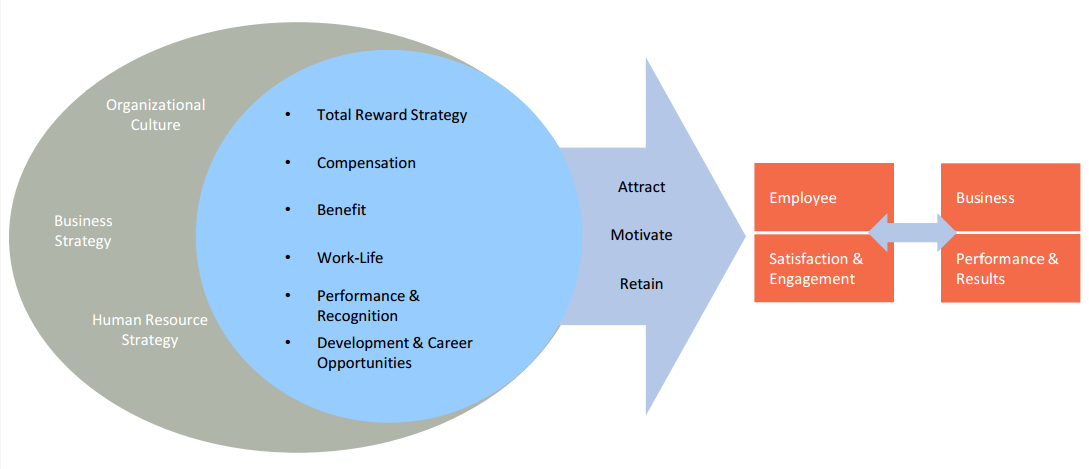 Organizational
Culture
Business
Strategy
Human Resource
Strategy
• Total Reward Strategy
• Compensation
• Benefit
• Work-Life
• Performance &
Recognition
• Development & Career
Opportunities
Attract
Motivate
Retain
Employee
Satisfaction &
Engagement
Business
Performance &
Results